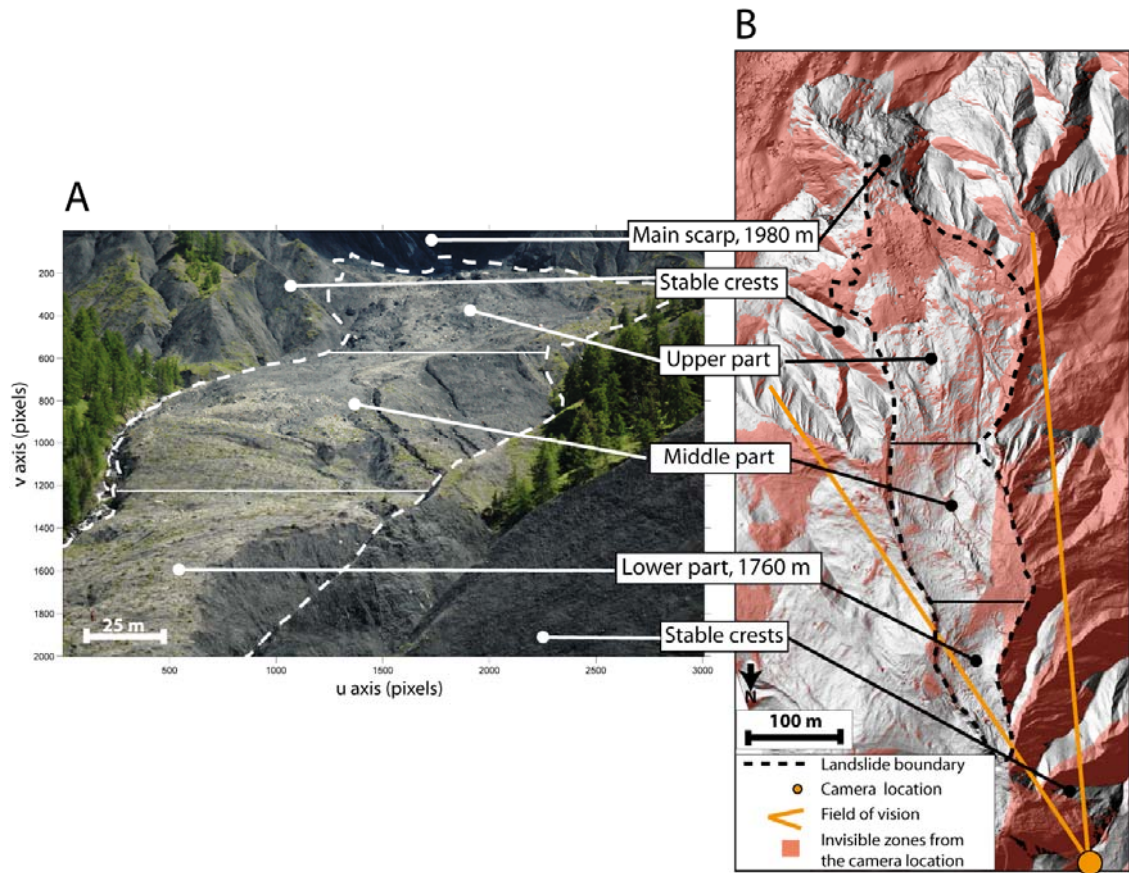 A
B
Main scarp, 1980 m
Stable crests
Upper part
Middle part
Lower part, 1760 m
Stable crests
v axis (pixels)
200
400
600
800
1000
1200
1400
1600
1800
2000
25 m
500
1000
1500
2000
2500
3000
u axis (pixels)
N
100 m
Landslide boundary
Camera location
Field of vision
Invisible zones from
the camera location